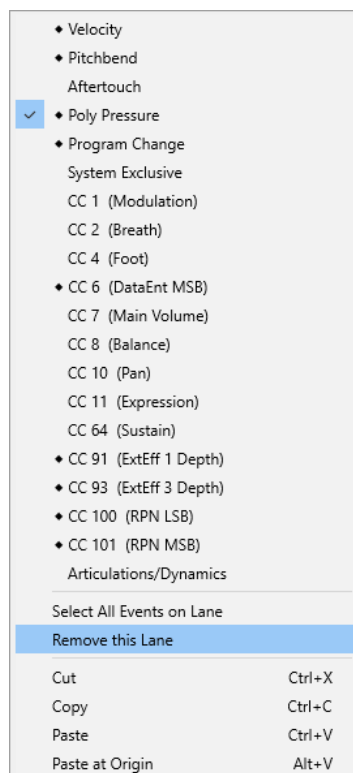 ◆ Velocity
◆ Pitchbend
Aftertouch
✓ ◆ Poly Pressure
◆ Program Change
System Exclusive
CC 1 (Modulation)
CC 2 (Breath)
CC 4 (Foot)
◆ CC 6 (DataEnt MSB)
CC 7 (Main Volume)
CC 8 (Balance)
CC 10 (Pan)
CC 11 (Expression)
CC 64 (Sustain)
◆ CC 91 (ExtEff 1 Depth)
◆ CC 93 (ExtEff 3 Depth)
◆ CC 100 (RPN LSB)
◆ CC 101 (RPN MSB)
Articulations/Dynamics
Select All Events on Lane
Remove this Lane
Cut Ctrl+X
Copy Ctrl+C
Paste Ctrl+V
Paste at Origin Alt+V